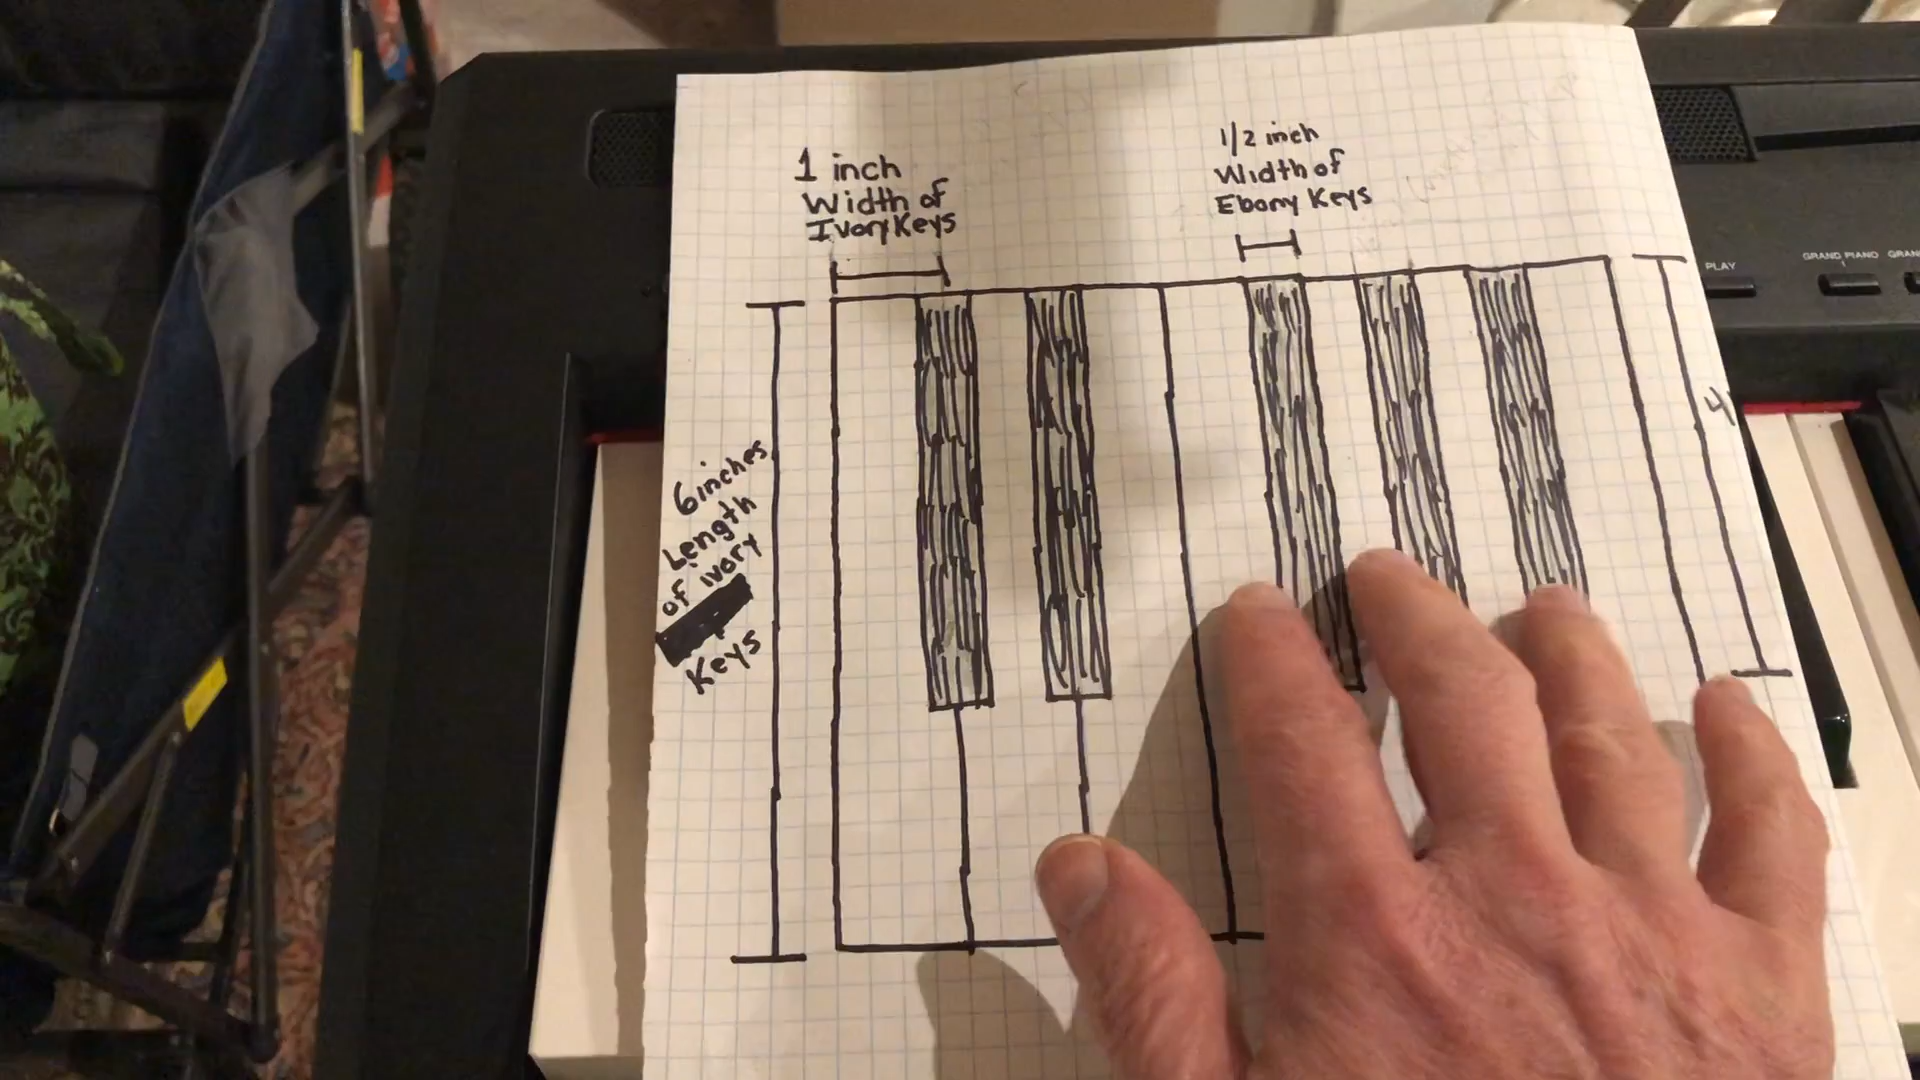 1 inch
Width of
Ivory Keys
1/2 inch
Width of
Ebony Keys
6 inches
Length
of ivory
Keys
4
PLAY
GRAND PIANO
1